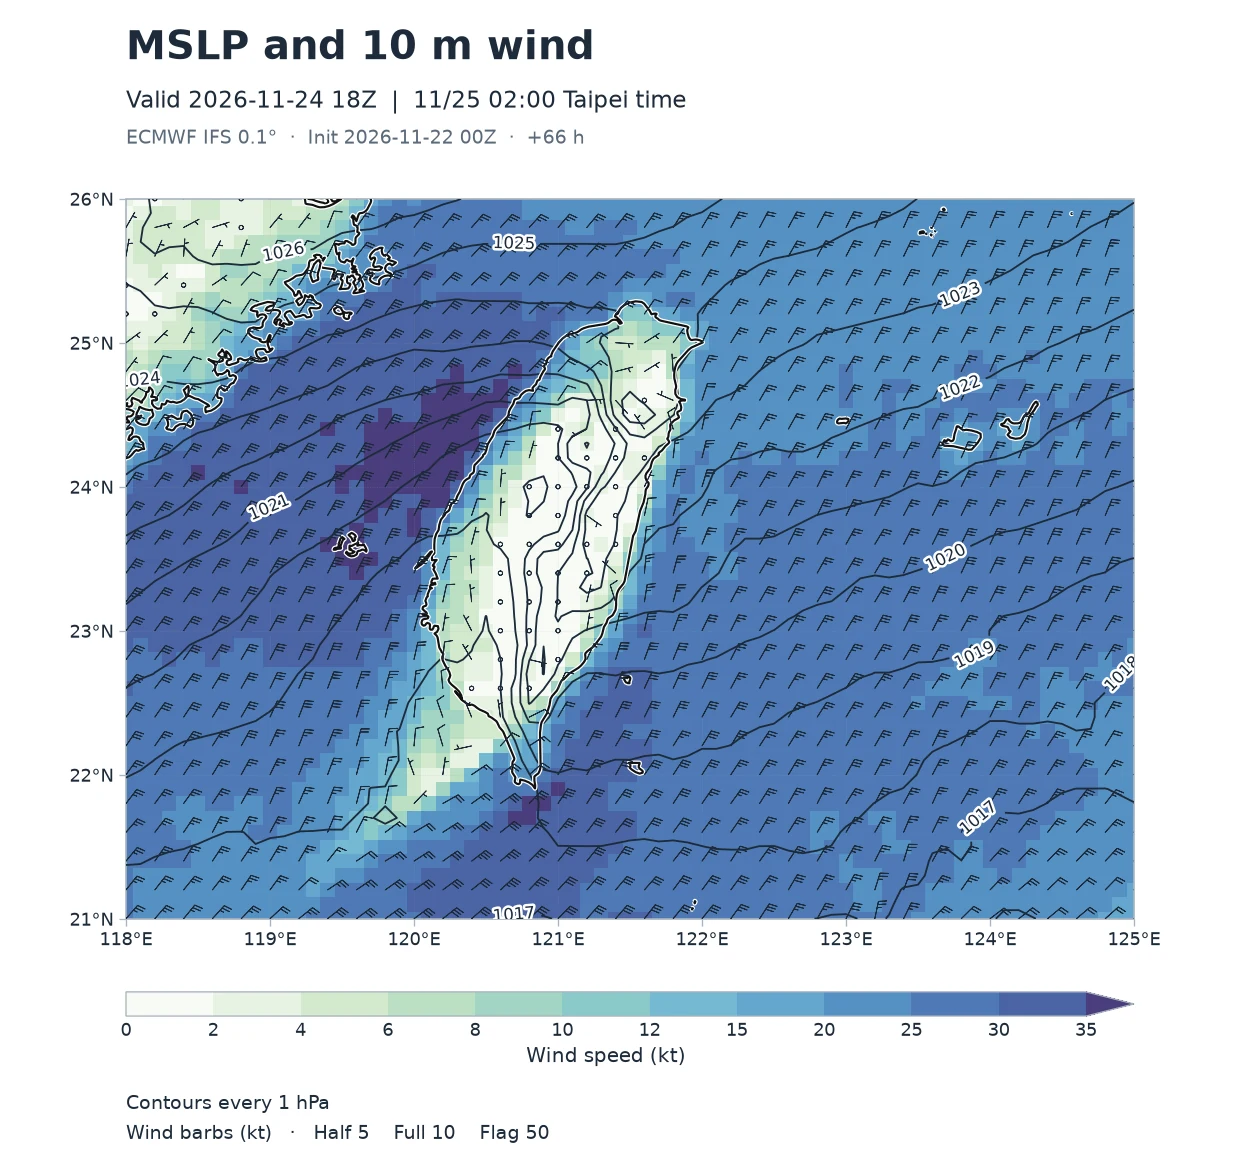 MSLP and 10 m wind
Valid 2026-11-24 18Z | 11/25 02:00 Taipei time
ECMWF IFS 0.1° · Init 2026-11-22 00Z · +66 h
26°N
25°N
24°N
23°N
22°N
21°N
1026
1025
1024
1023
1022
1021
1020
1019
1018
1017
1017
118°E 119°E 120°E 121°E 122°E 123°E 124°E 125°E
0 2 4 6 8 10 12 15 20 25 30 35
Wind speed (kt)
Contours every 1 hPa
Wind barbs (kt) · Half 5 Full 10 Flag 50